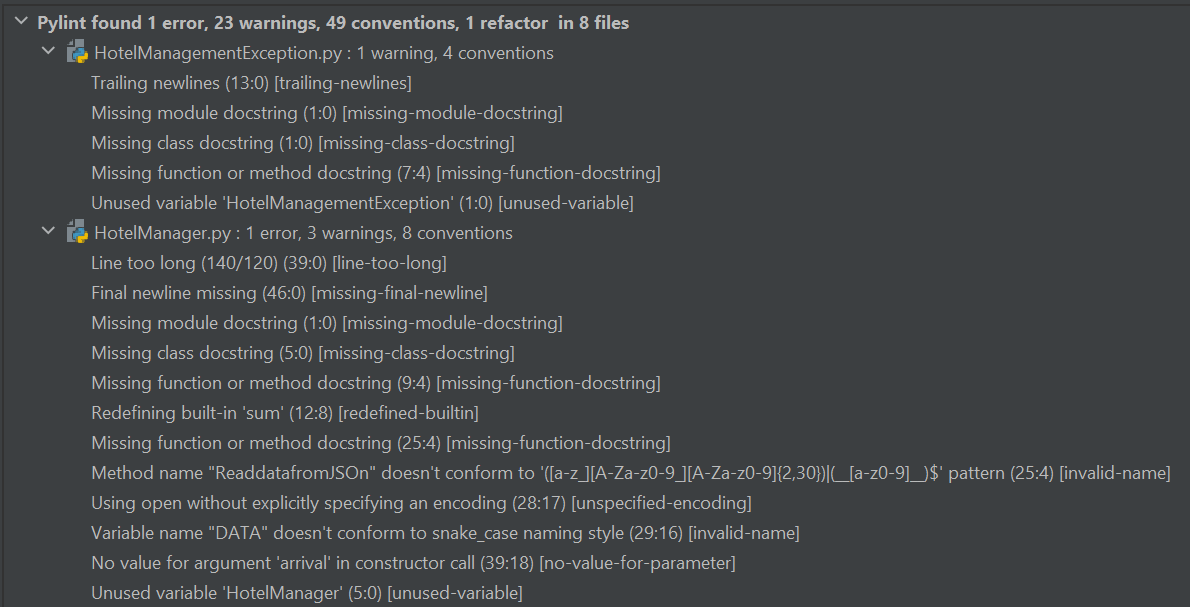 Pylint found 1 error, 23 warnings, 49 conventions, 1 refactor in 8 files
HotelManagementException.py : 1 warning, 4 conventions
Trailing newlines (13:0) [trailing-newlines]
Missing module docstring (1:0) [missing-module-docstring]
Missing class docstring (1:0) [missing-class-docstring]
Missing function or method docstring (7:4) [missing-function-docstring]
Unused variable 'HotelManagementException' (1:0) [unused-variable]
HotelManager.py : 1 error, 3 warnings, 8 conventions
Line too long (140/120) (39:0) [line-too-long]
Final newline missing (46:0) [missing-final-newline]
Missing module docstring (1:0) [missing-module-docstring]
Missing class docstring (5:0) [missing-class-docstring]
Missing function or method docstring (9:4) [missing-function-docstring]
Redefining built-in 'sum' (12:8) [redefined-builtin]
Missing function or method docstring (25:4) [missing-function-docstring]
Method name "ReaddatafromJSOn" doesn't conform to '([a-z_][A-Za-z0-9_][A-Za-z0-9]{2,30})|(__[a-z0-9]__)$' pattern (25:4) [invalid-name]
Using open without explicitly specifying an encoding (28:17) [unspecified-encoding]
Variable name "DATA" doesn't conform to snake_case naming style (29:16) [invalid-name]
No value for argument 'arrival' in constructor call (39:18) [no-value-for-parameter]
Unused variable 'HotelManager' (5:0) [unused-variable]